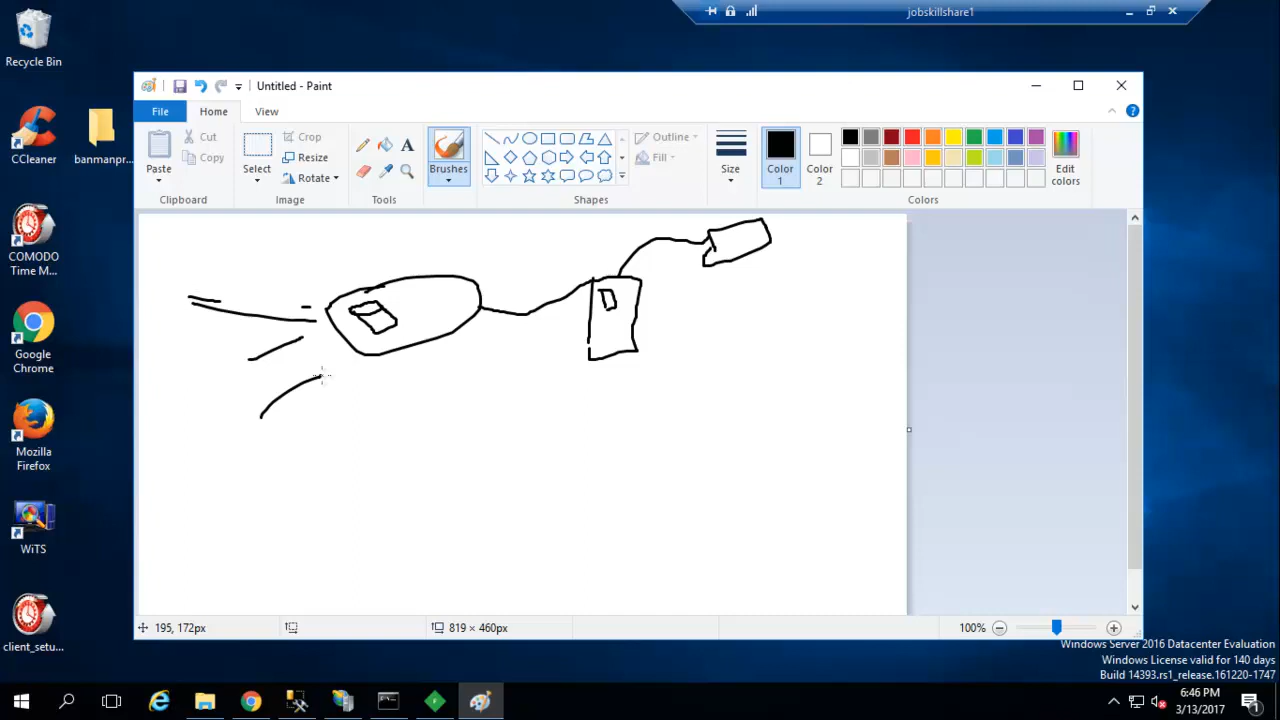 jobskillshare1
Recycle Bin
Untitled - Paint
File
Home
View
CCleaner
banmanpr...
Paste
Cut
Copy
Select
Crop
Resize
Rotate
Brushes
Outline
Fill
Size
Color
1
Color
2
Edit
colors
Clipboard
Image
Tools
Shapes
Colors
COMODO
Time M...
Google
Chrome
Mozilla
Firefox
WiTS
client_setu...
195, 172px
819 × 460px
100%
Windows Server 2016 Datacenter Evaluation
Windows License valid for 140 days
Build 14393.rs1_release.161220-1747
6:46 PM
3/13/2017
1